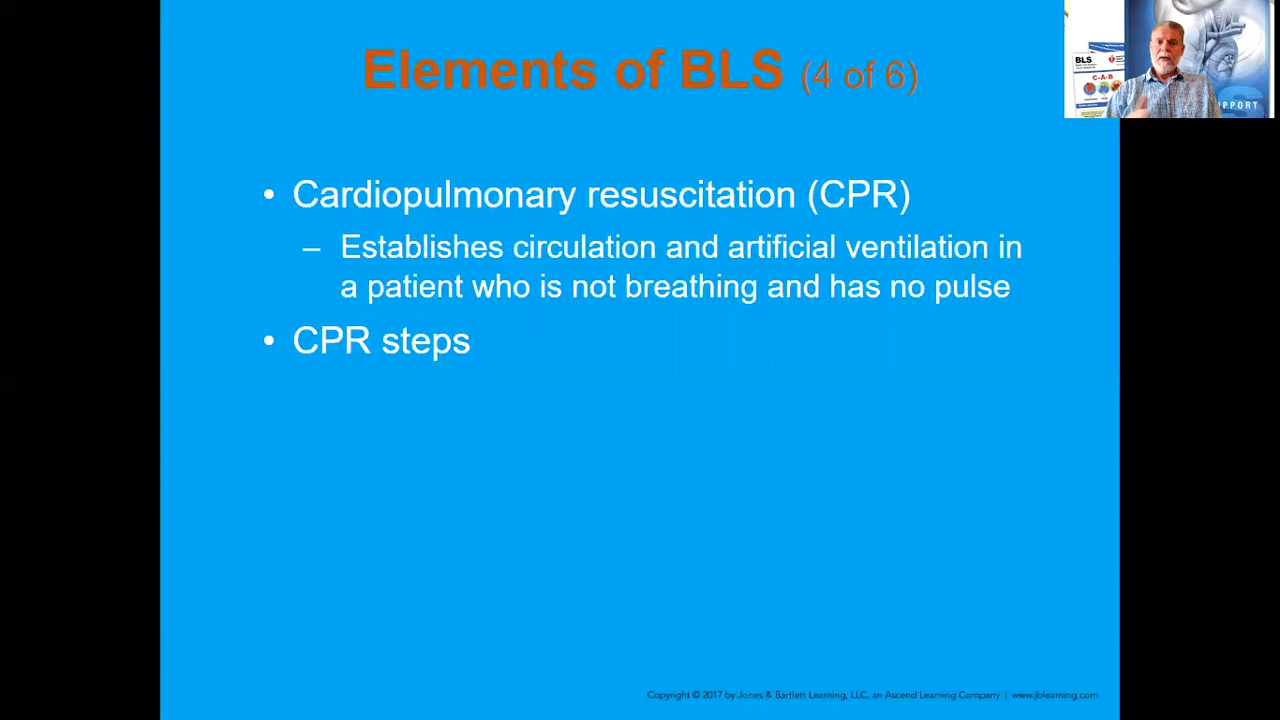 Elements of BLS (4 of 6)
• Cardiopulmonary resuscitation (CPR)
– Establishes circulation and artificial ventilation in
a patient who is not breathing and has no pulse
• CPR steps
BLS
C-A-B
UPPORT
Copyright © 2017 by Jones & Bartlett Learning, LLC, an Ascend Learning Company | www.jblearning.com